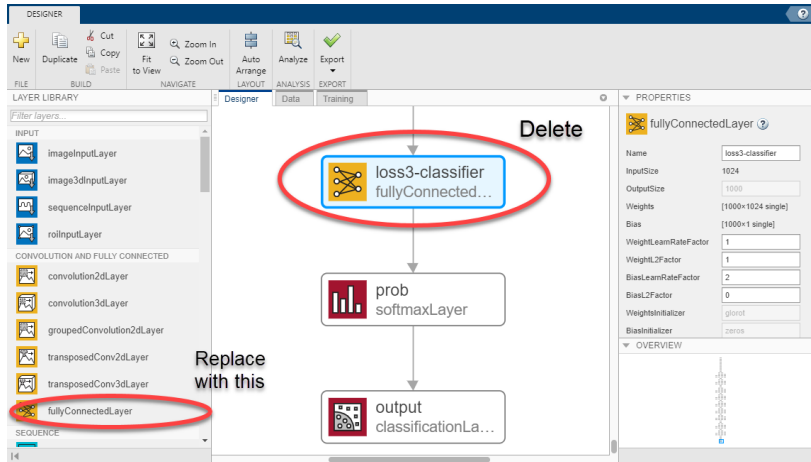 DESIGNER
?
New
Duplicate
Cut
Copy
Paste
Fit
to View
Zoom In
Zoom Out
Auto
Arrange
Analyze
Export
FILE
BUILD
NAVIGATE
LAYOUT
ANALYSIS
EXPORT
LAYER LIBRARY
Filter layers...
INPUT
imageInputLayer
image3dInputLayer
sequenceInputLayer
roiInputLayer
CONVOLUTION AND FULLY CONNECTED
convolution2dLayer
convolution3dLayer
groupedConvolution2dLayer
transposedConv2dLayer
transposedConv3dLayer
fullyConnectedLayer
SEQUENCE
Designer
Data
Training
Delete
loss3-classifier
fullyConnected...
prob
softmaxLayer
Replace
with this
output
classificationLa...
PROPERTIES
fullyConnectedLayer ?
Name loss3-classifier
InputSize 1024
OutputSize 1000
Weights [1000×1024 single]
Bias [1000×1 single]
WeightLearnRateFactor 1
WeightL2Factor 1
BiasLearnRateFactor 2
BiasL2Factor 0
WeightsInitializer glorot
BiasInitializer zeros
OVERVIEW